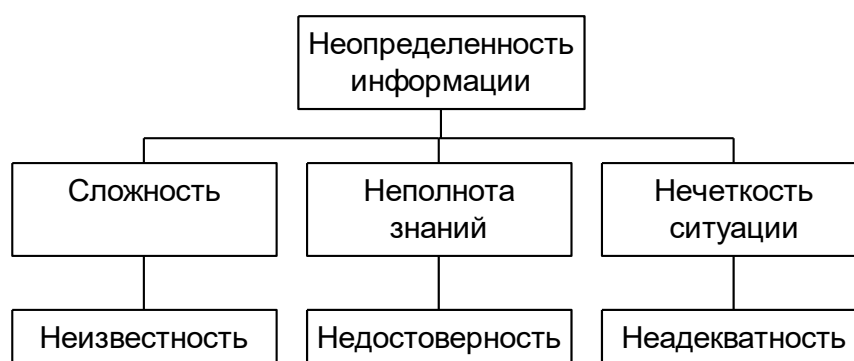 Неопределенность
информации
Сложность
Неполнота
знаний
Нечеткость
ситуации
Неизвестность
Недостоверность
Неадекватность